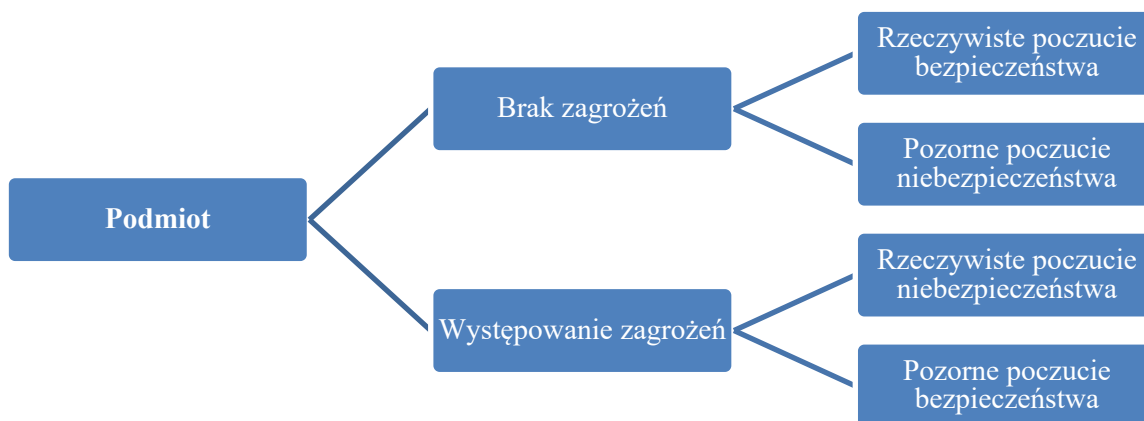 Podmiot
Brak zagrożeń
Rzeczywiste poczucie
bezpieczeństwa
Pozorne poczucie
niebezpieczeństwa
Występowanie zagrożeń
Rzeczywiste poczucie
niebezpieczeństwa
Pozorne poczucie
bezpieczeństwa